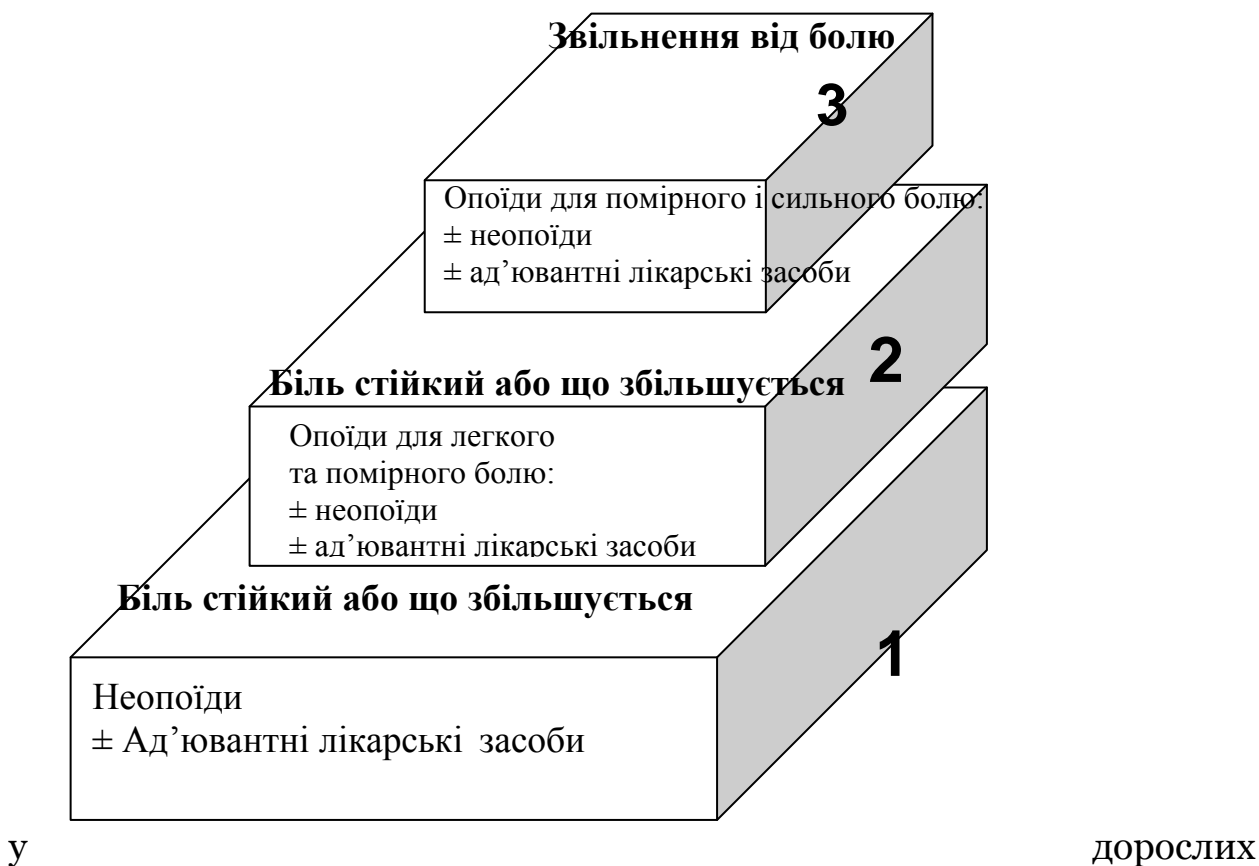 Звільнення від болю
3
Опоїди для помірного і сильного болю:
± неопоїди
± ад’ювантні лікарські засоби
2
Біль стійкий або що збільшується
Опоїди для легкого
та помірного болю:
± неопоїди
± ад’ювантні лікарські засоби
Біль стійкий або що збільшується
1
Неопоїди
± Ад’ювантні лікарські засоби
у дорослих